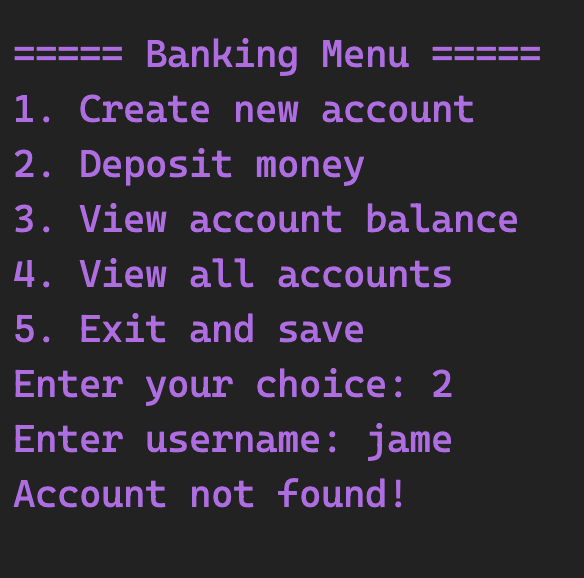 ===== Banking Menu =====
1. Create new account
2. Deposit money
3. View account balance
4. View all accounts
5. Exit and save
Enter your choice: 2
Enter username: jame
Account not found!